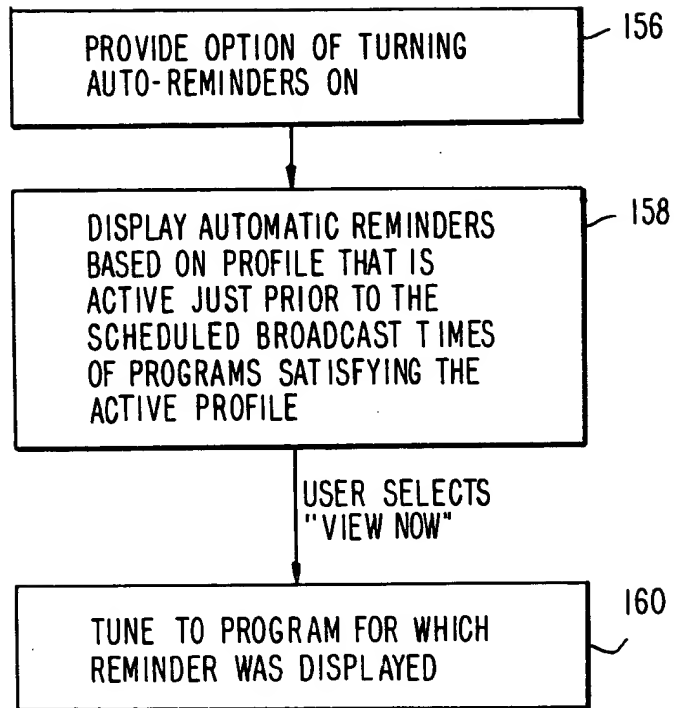 PROVIDE OPTION OF TURNING
AUTO-REMINDERS ON
156
DISPLAY AUTOMATIC REMINDERS
BASED ON PROFILE THAT IS
ACTIVE JUST PRIOR TO THE
SCHEDULED BROADCAST TIMES
OF PROGRAMS SATISFYING THE
ACTIVE PROFILE
158
USER SELECTS
"VIEW NOW"
TUNE TO PROGRAM FOR WHICH
REMINDER WAS DISPLAYED
160